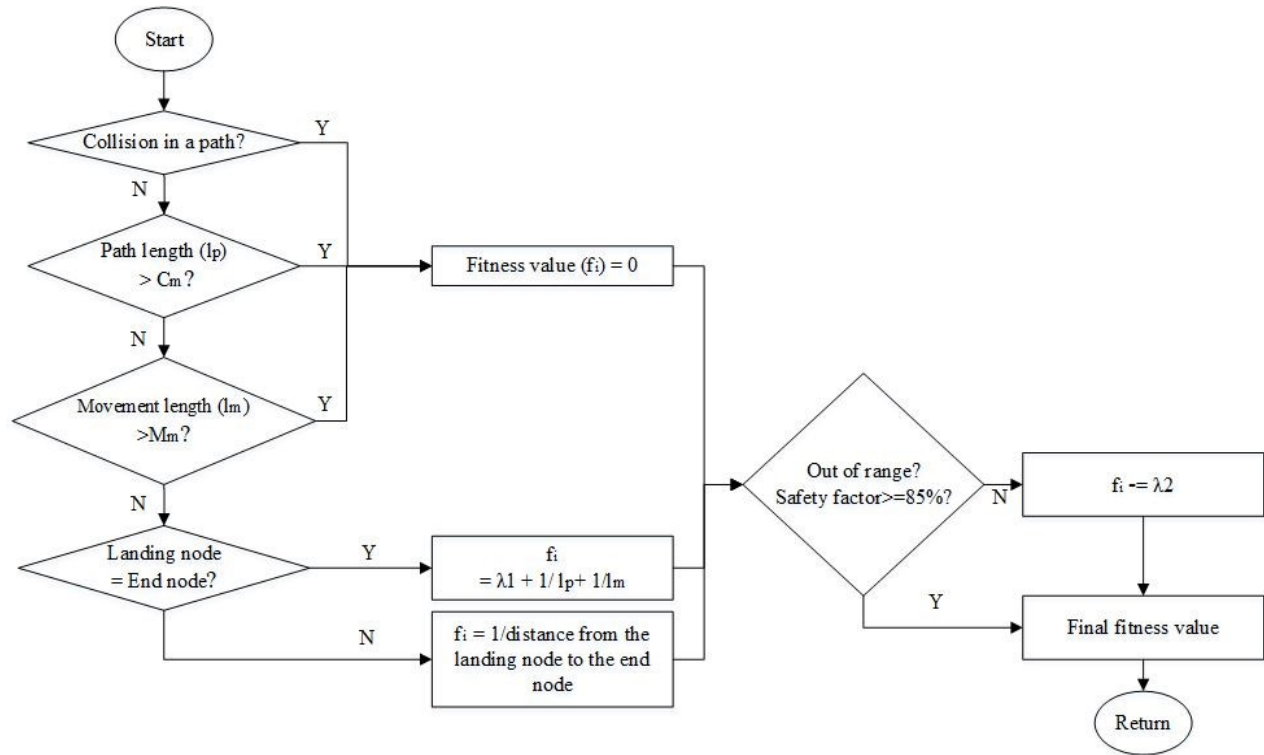 Start
Collision in a path?
Y
N
Path length (lp)
> Cm?
Y
Fitness value (fi) = 0
N
Movement length (lm)
>Mm?
Y
N
Out of range?
Safety factor>=85%?
N
fi -= λ2
Landing node
= End node?
Y
fi
= λ1 + 1/lp+ 1/lm
Y
Final fitness value
N
fi = 1/distance from the
landing node to the end
node
Return